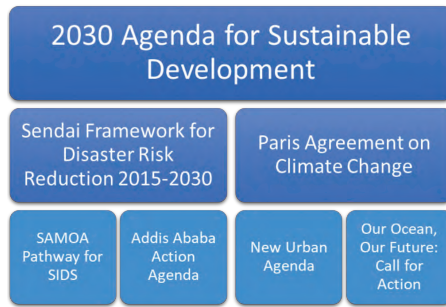 2030 Agenda for Sustainable
Development
Sendai Framework for
Disaster Risk
Reduction 2015-2030
Paris Agreement on
Climate Change
SAMOA
Pathway for
SIDS
Addis Ababa
Action
Agenda
New Urban
Agenda
Our Ocean,
Our Future:
Call for
Action